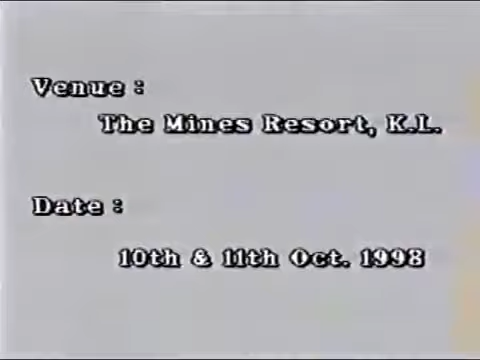 Venue :
The Mines Resort, K.L.
Date :
10th & 11th Oct. 1998